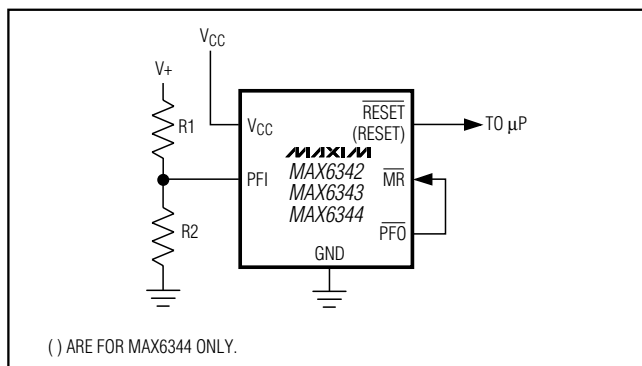 V+
VCC
R1
R2
VCC
PFI
GND
RESET
(RESET)
MR
PFO
MAXIM
MAX6342
MAX6343
MAX6344
TO µP
( ) ARE FOR MAX6344 ONLY.